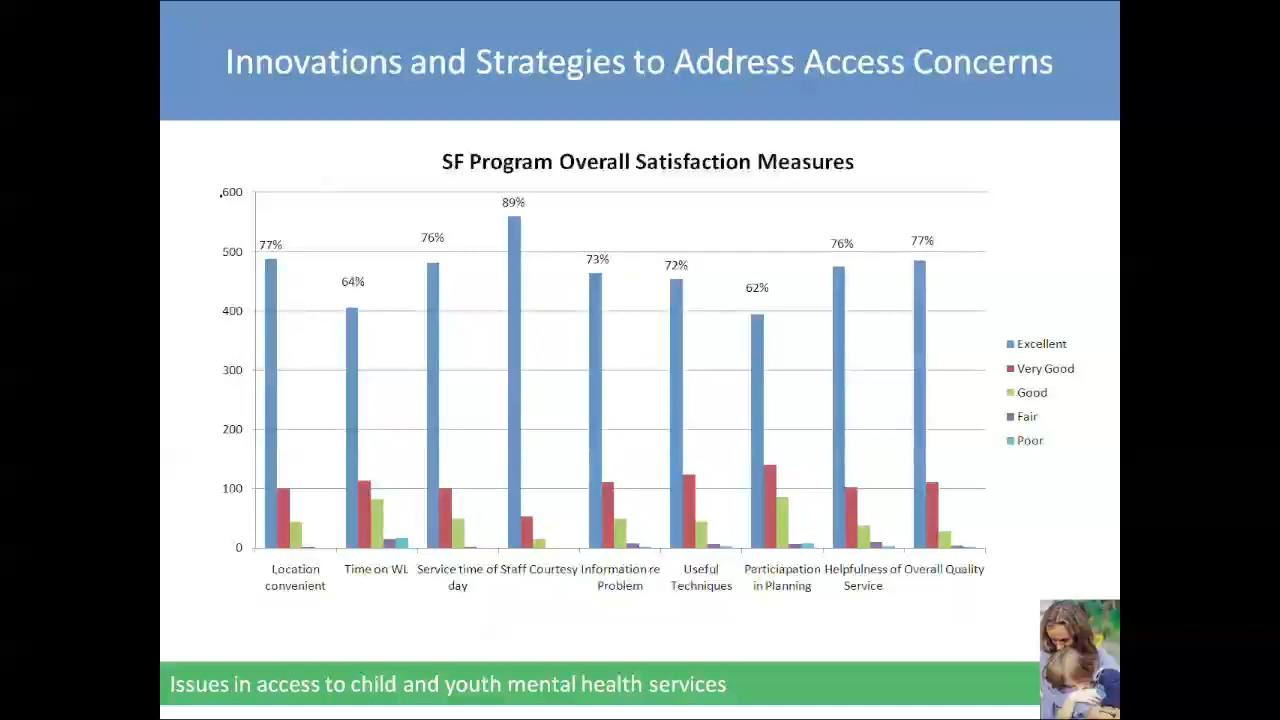 Innovations and Strategies to Address Access Concerns
SF Program Overall Satisfaction Measures
600
500
400
300
200
100
0
77%
64%
76%
89%
73%
72%
62%
76%
77%
Location convenient
Time on WL
Service time of day
Staff Courtesy
Information re Problem
Useful Techniques
Particiapation in Planning
Helpfulness of Service
Overall Quality
Excellent
Very Good
Good
Fair
Poor
Issues in access to child and youth mental health services